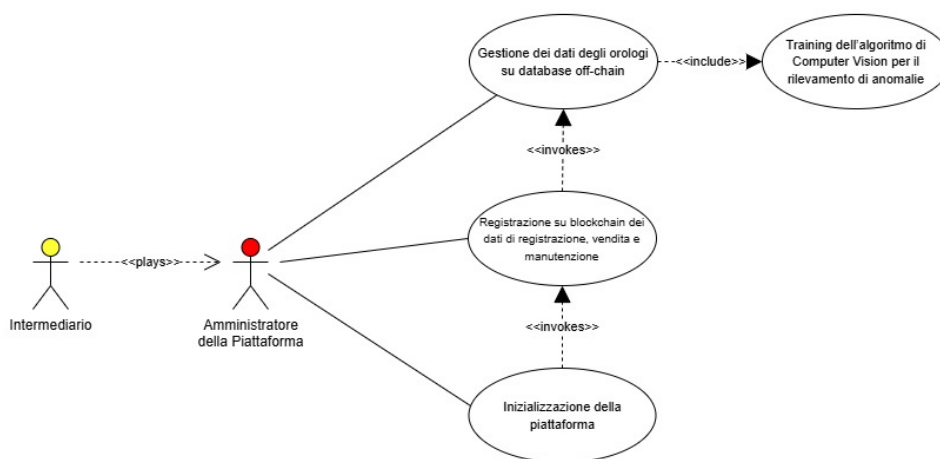 Gestione dei dati degli orologi
su database off-chain
<<include>>
Training dell'algoritmo di
Computer Vision per il
rilevamento di anomalie
<<invokes>>
Registrazione su blockchain dei
dati di registrazione, vendita e
manutenzione
<<plays>>
Intermediario
Amministratore
della Piattaforma
<<invokes>>
Inizializzazione della
piattaforma